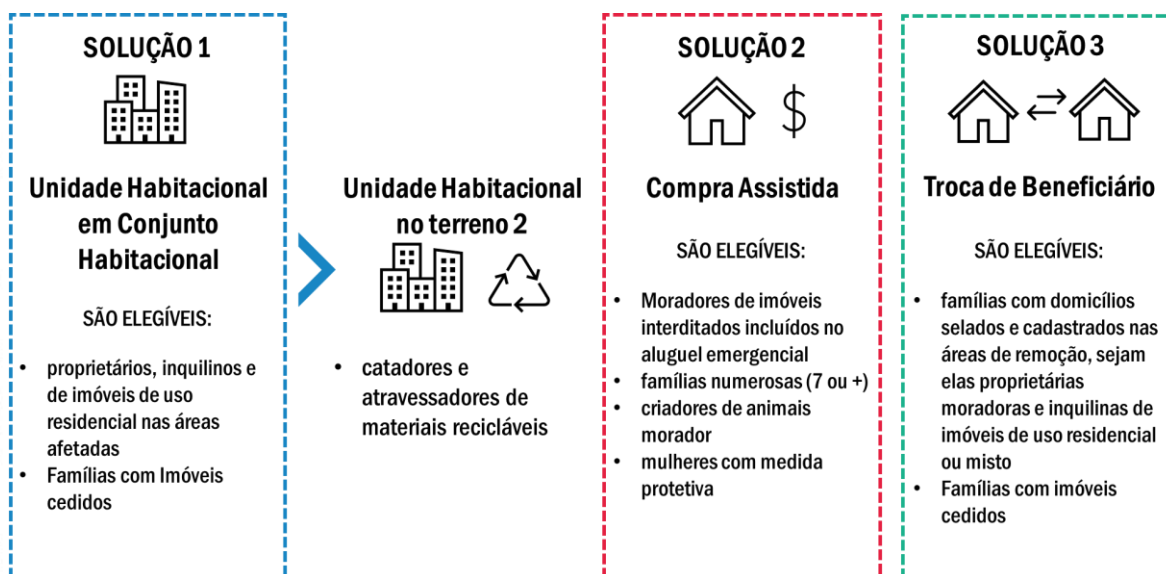 SOLUÇÃO 1
Unidade Habitacional
em Conjunto
Habitacional
SÃO ELEGÍVEIS:
• proprietários, inquilinos e
de imóveis de uso
residencial nas áreas
afetadas
• Famílias com Imóveis
cedidos
Unidade Habitacional
no terreno 2
• catadores e
atravessadores de
materiais recicláveis
SOLUÇÃO 2
$
Compra Assistida
SÃO ELEGÍVEIS:
• Moradores de imóveis
interditados incluídos no
aluguel emergencial
• famílias numerosas (7 ou +)
• criadores de animais
morador
• mulheres com medida
protetiva
SOLUÇÃO 3
Troca de Beneficiário
SÃO ELEGÍVEIS:
• famílias com domicílios
selados e cadastrados nas
áreas de remoção, sejam
elas proprietárias
moradoras e inquilinas de
imóveis de uso residencial
ou misto
• Famílias com imóveis
cedidos